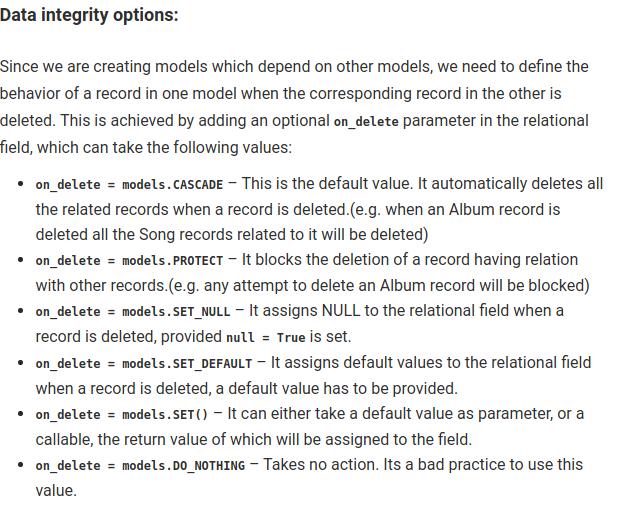 Data integrity options:
Since we are creating models which depend on other models, we need to define the
behavior of a record in one model when the corresponding record in the other is
deleted. This is achieved by adding an optional on_delete parameter in the relational
field, which can take the following values:
• on_delete = models.CASCADE – This is the default value. It automatically deletes all
the related records when a record is deleted.(e.g. when an Album record is
deleted all the Song records related to it will be deleted)
• on_delete = models.PROTECT – It blocks the deletion of a record having relation
with other records.(e.g. any attempt to delete an Album record will be blocked)
• on_delete = models.SET_NULL – It assigns NULL to the relational field when a
record is deleted, provided null = True is set.
• on_delete = models.SET_DEFAULT – It assigns default values to the relational field
when a record is deleted, a default value has to be provided.
• on_delete = models.SET() – It can either take a default value as parameter, or a
callable, the return value of which will be assigned to the field.
• on_delete = models.DO_NOTHING – Takes no action. Its a bad practice to use this
value.